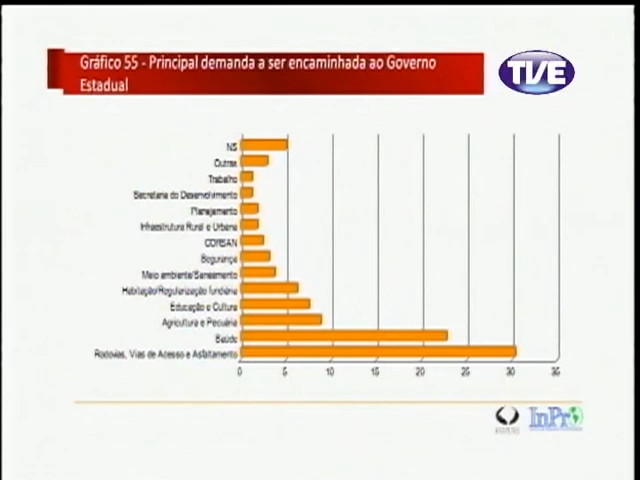 Gráfico 55 - Principal demanda a ser encaminhada ao Governo
Estadual
TVE
NS
Outras
Trabalho
Secretaria do Desenvolvimento
Planejamento
Infraestrutura Rural e Urbana
CORSAN
Segurança
Meio ambiente/Saneamento
Habitação/Regularização fundiária
Educação e Cultura
Agricultura e Pecuária
Saúde
Rodovias, Vias de Acesso e Asfaltamento
0 5 10 15 20 25 30 35
InPro